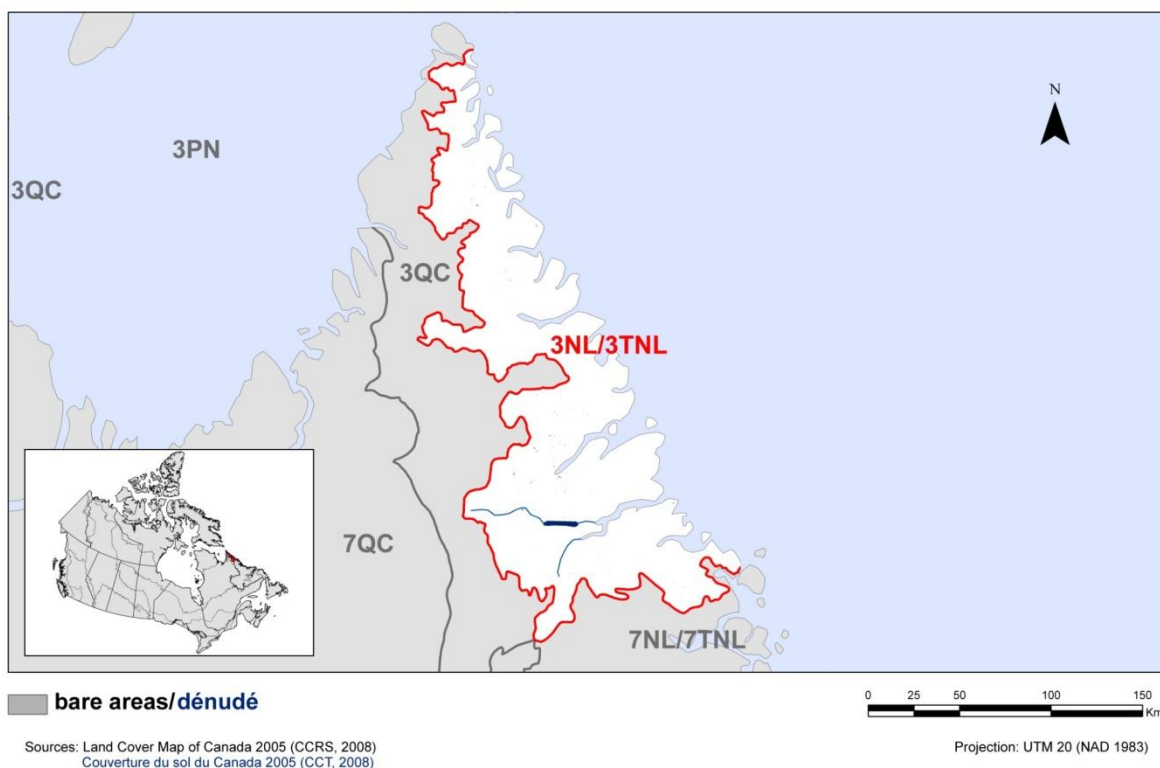 N
3PN
3QC
3QC
3NL/3TNL
7QC
7NL/7TNL
bare areas/dénudé
0 25 50 100 150
Km
Sources: Land Cover Map of Canada 2005 (CCRS, 2008)
Couverture du sol du Canada 2005 (CCT, 2008)
Projection: UTM 20 (NAD 1983)